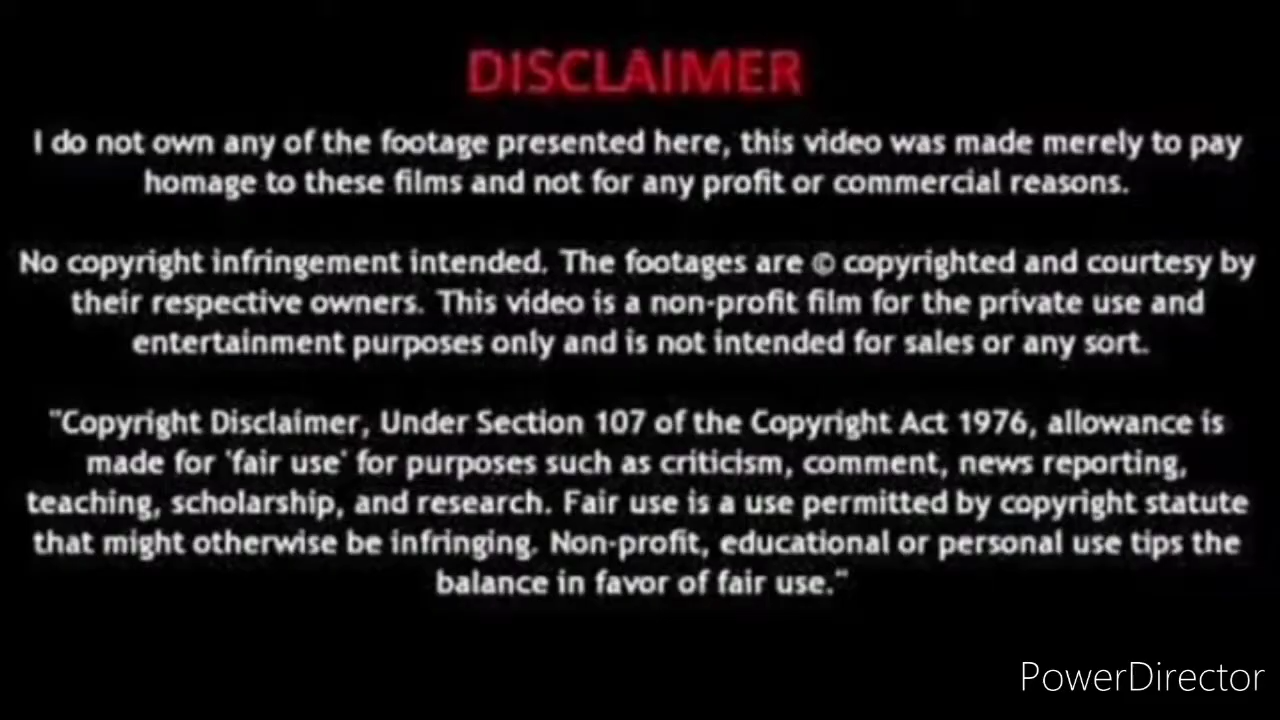 DISCLAIMER
I do not own any of the footage presented here, this video was made merely to pay
homage to these films and not for any profit or commercial reasons.
No copyright infringement intended. The footages are © copyrighted and courtesy by
their respective owners. This video is a non-profit film for the private use and
entertainment purposes only and is not intended for sales or any sort.
"Copyright Disclaimer, Under Section 107 of the Copyright Act 1976, allowance is
made for 'fair use' for purposes such as criticism, comment, news reporting,
teaching, scholarship, and research. Fair use is a use permitted by copyright statute
that might otherwise be infringing. Non-profit, educational or personal use tips the
balance in favor of fair use."
PowerDirector